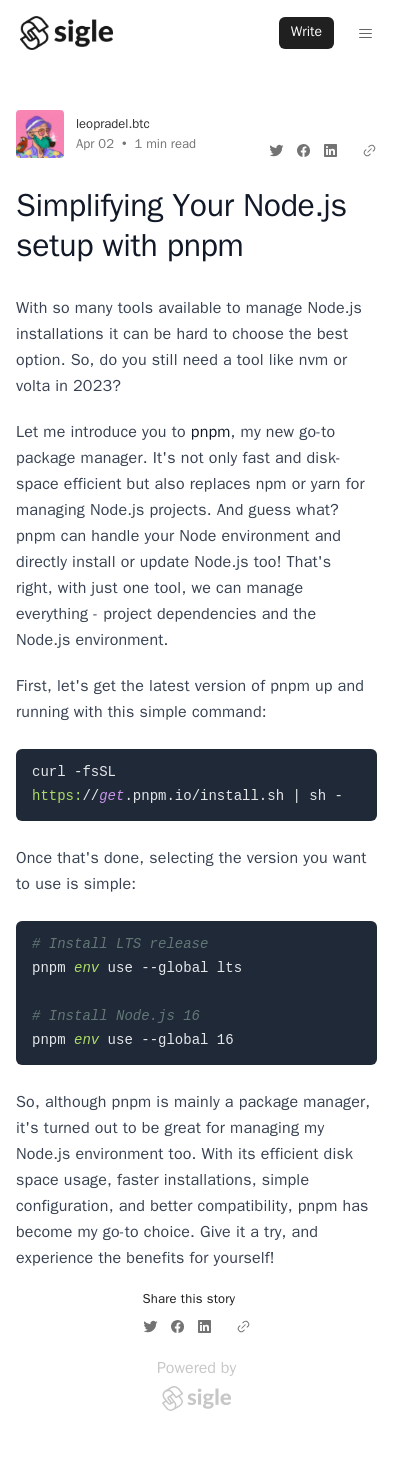 sigle
Write
leopradel.btc
Apr 02 • 1 min read
Simplifying Your Node.js
setup with pnpm
With so many tools available to manage Node.js
installations it can be hard to choose the best
option. So, do you still need a tool like nvm or
volta in 2023?
Let me introduce you to pnpm, my new go-to
package manager. It's not only fast and disk-
space efficient but also replaces npm or yarn for
managing Node.js projects. And guess what?
pnpm can handle your Node environment and
directly install or update Node.js too! That's
right, with just one tool, we can manage
everything - project dependencies and the
Node.js environment.
First, let's get the latest version of pnpm up and
running with this simple command:
curl -fsSL
https://get.pnpm.io/install.sh | sh -
Once that's done, selecting the version you want
to use is simple:
# Install LTS release
pnpm env use --global lts
# Install Node.js 16
pnpm env use --global 16
So, although pnpm is mainly a package manager,
it's turned out to be great for managing my
Node.js environment too. With its efficient disk
space usage, faster installations, simple
configuration, and better compatibility, pnpm has
become my go-to choice. Give it a try, and
experience the benefits for yourself!
Share this story
Powered by
sigle